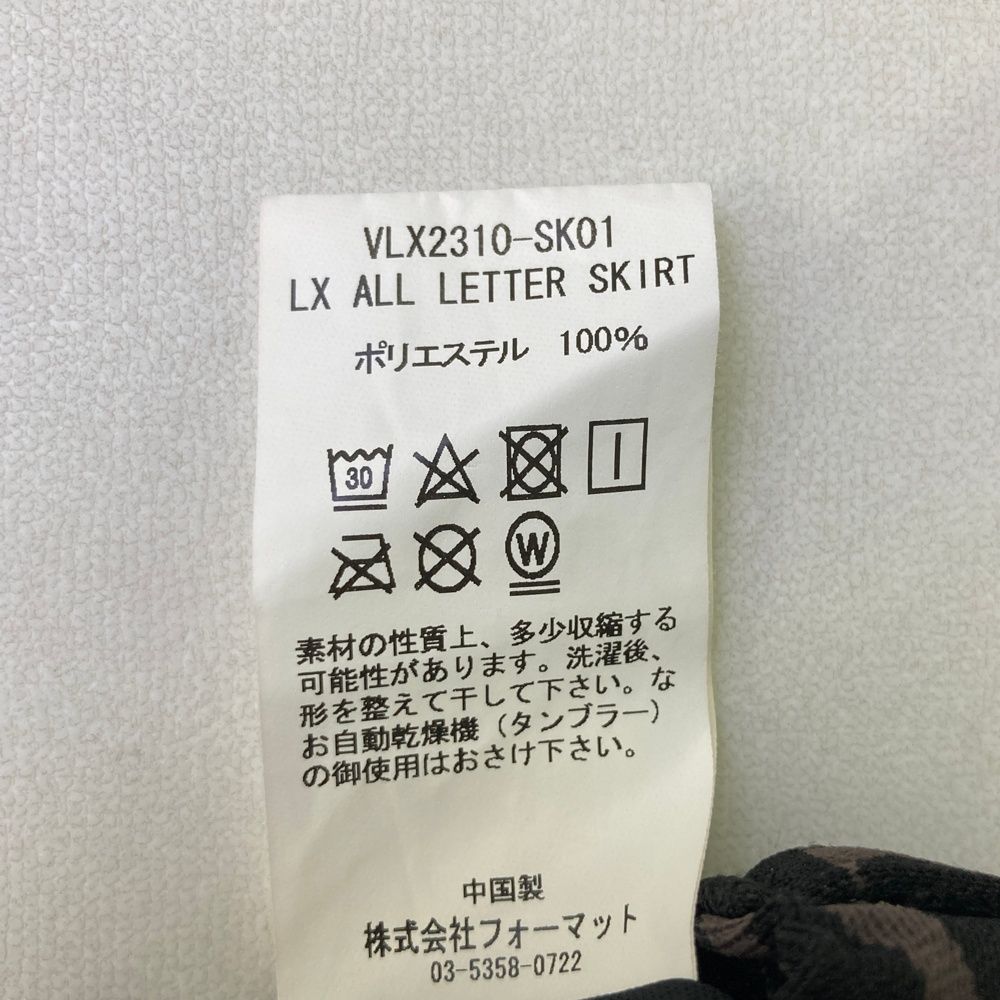 VLX2310-SK01
LX ALL LETTER SKIRT
ポリエステル 100%
30
W
素材の性質上、多少収縮する
可能性があります。洗濯後、
形を整えて干して下さい。な
お自動乾燥機（タンブラー）
の御使用はおさけ下さい。
中国製
株式会社フォーマット
03-5358-0722